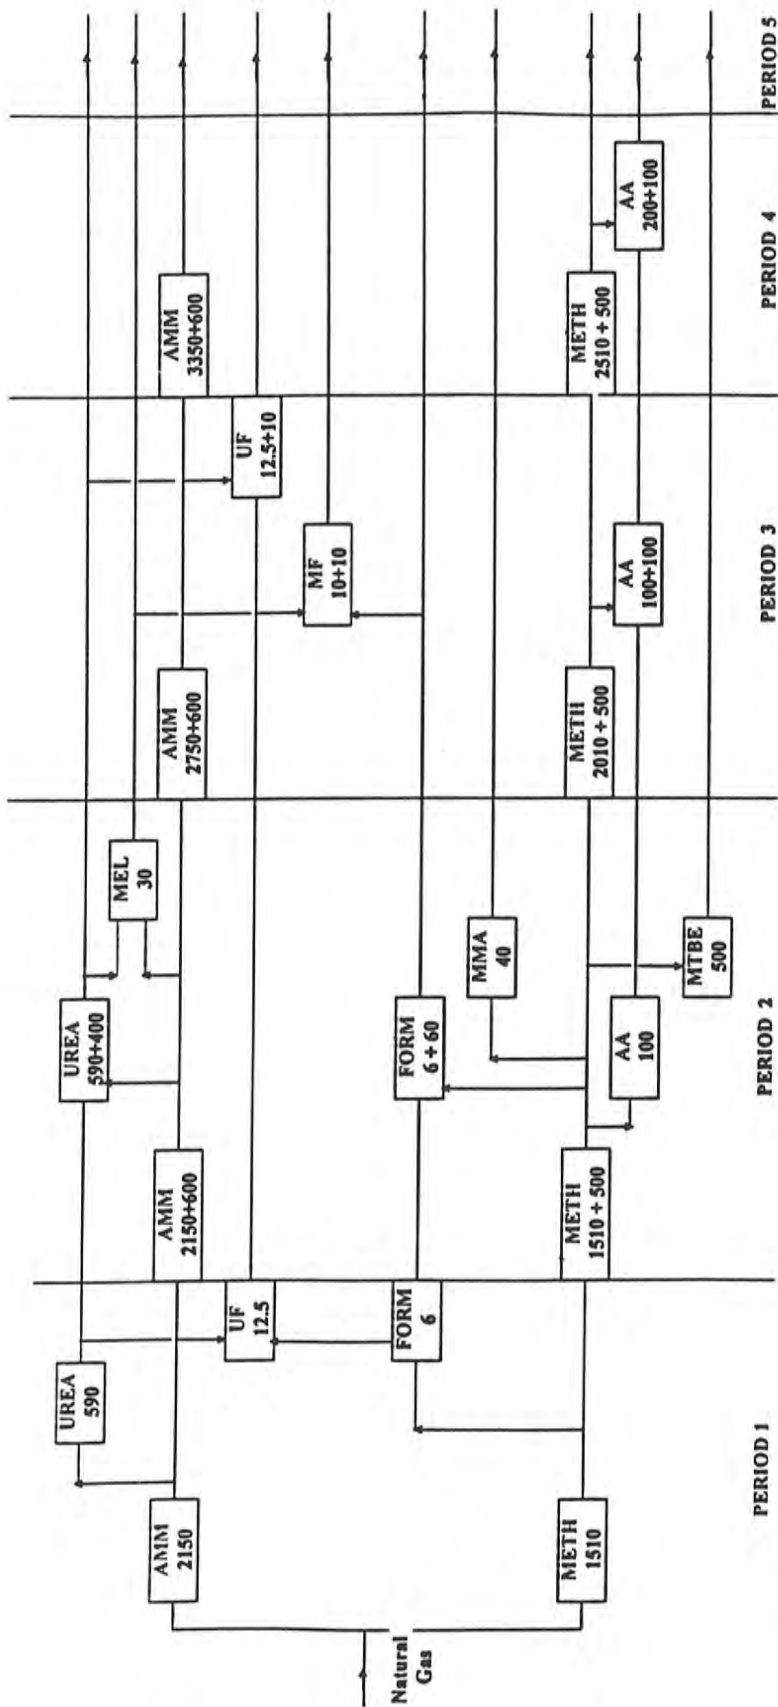 Natural
Gas
AMM
2150
METH
1510
UREA
590
UF
12.5
FORM
6
PERIOD 1
AMM
2150+600
METH
1510 + 500
UREA
590+400
MEL
30
FORM
6 + 60
MMA
40
AA
100
MTBE
500
PERIOD 2
AMM
2750+600
METH
2010 + 500
MF
10+10
UF
12.5+10
AA
100+100
PERIOD 3
AMM
3350+600
METH
2510 + 500
AA
200+100
PERIOD 4
PERIOD 5